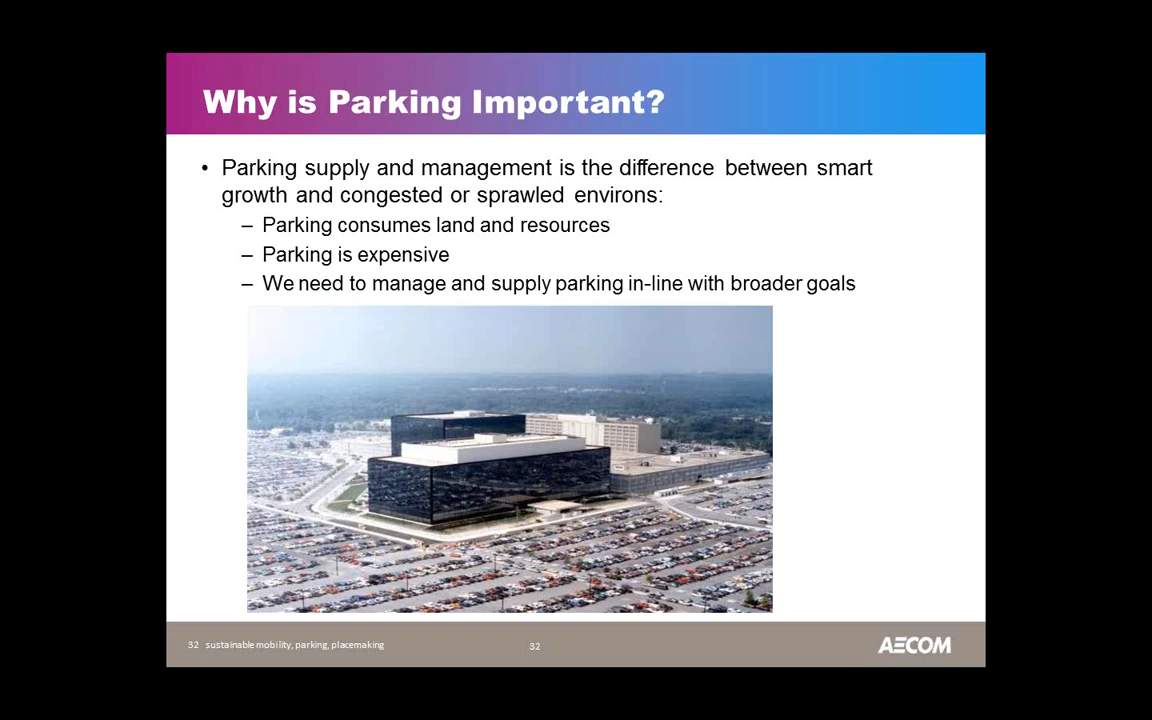 Why is Parking Important?
• Parking supply and management is the difference between smart
growth and congested or sprawled environs:
– Parking consumes land and resources
– Parking is expensive
– We need to manage and supply parking in-line with broader goals
32 sustainable mobility, parking, placemaking
32
AECOM